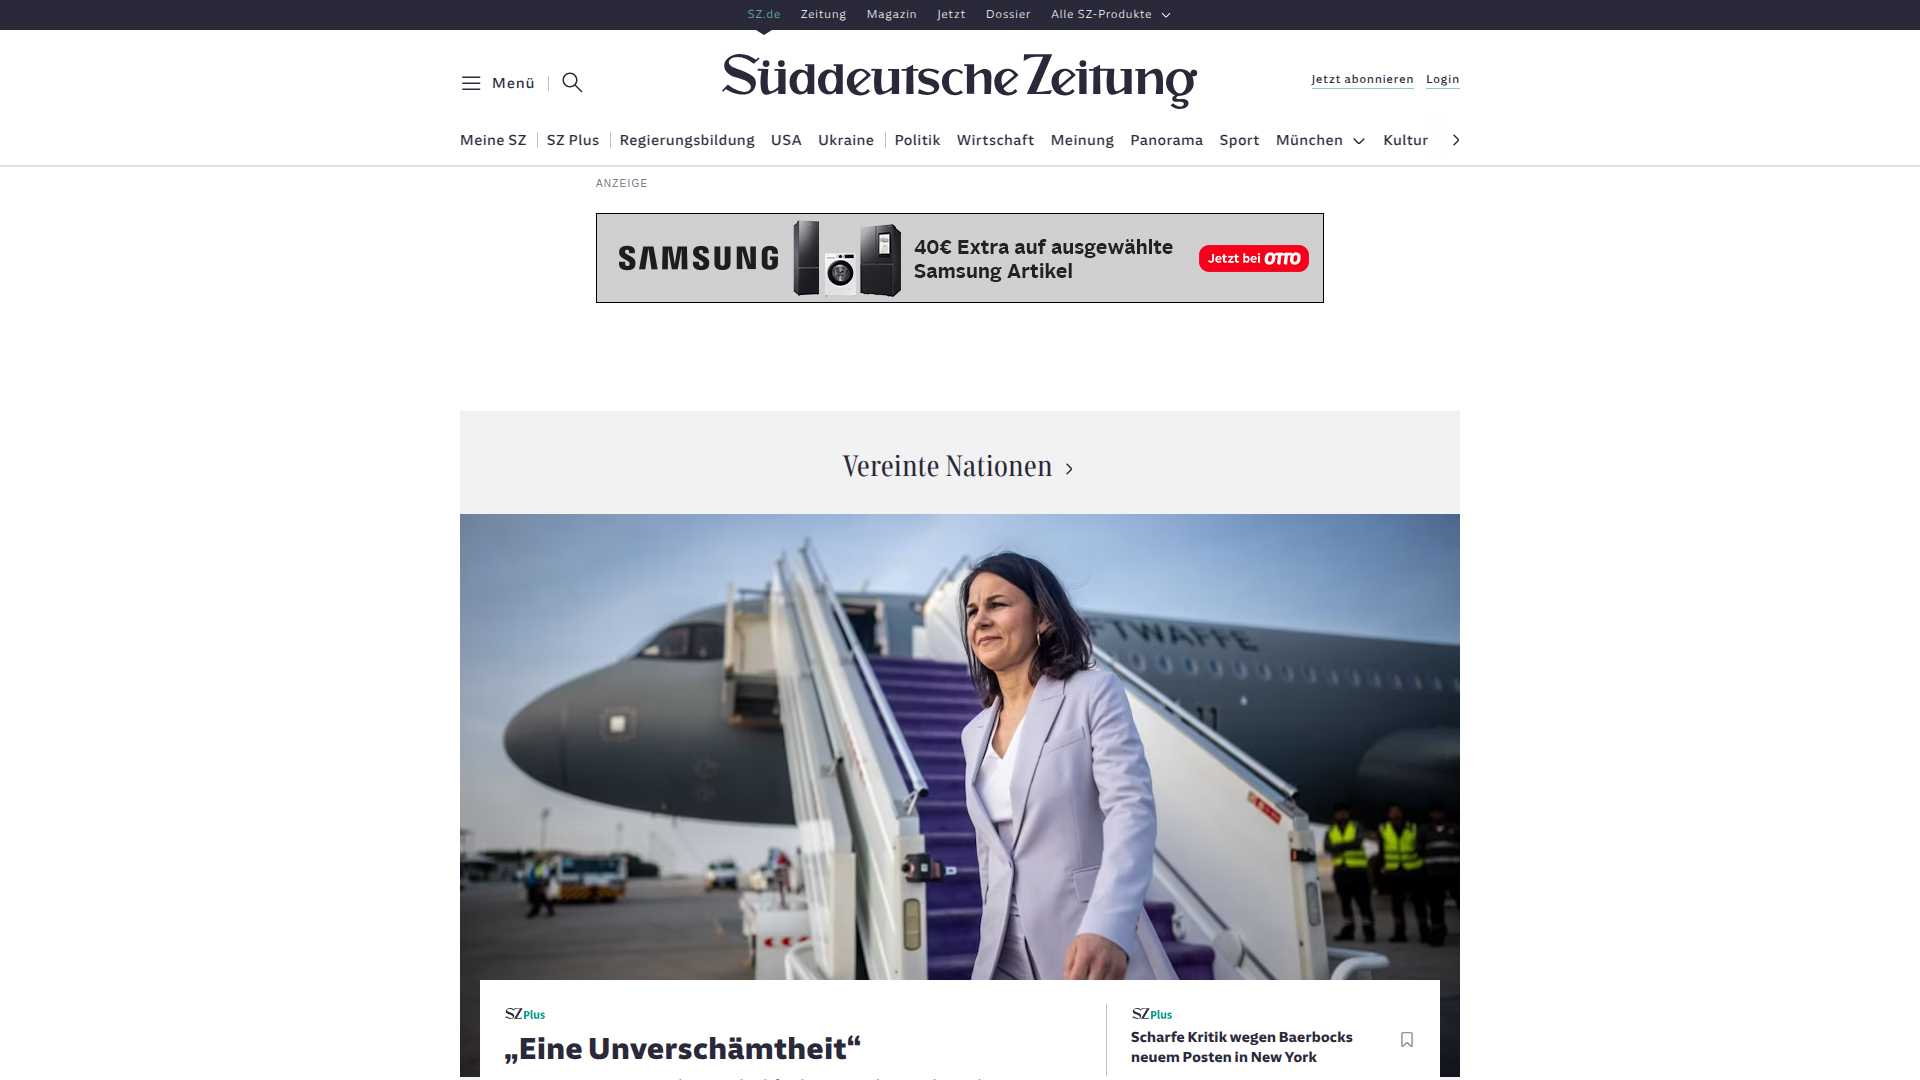 SZ.de Zeitung Magazin Jetzt Dossier Alle SZ-Produkte
Menü
Süddeutsche Zeitung
Jetzt abonnieren Login
Meine SZ SZ Plus Regierungsbildung USA Ukraine Politik Wirtschaft Meinung Panorama Sport München Kultur
ANZEIGE
SAMSUNG
40€ Extra auf ausgewählte
Samsung Artikel
Jetzt bei OTTO
Vereinte Nationen
LUFTWAFFE
SZ Plus
„Eine Unverschämtheit“
SZ Plus
Scharfe Kritik wegen Baerbocks
neuem Posten in New York